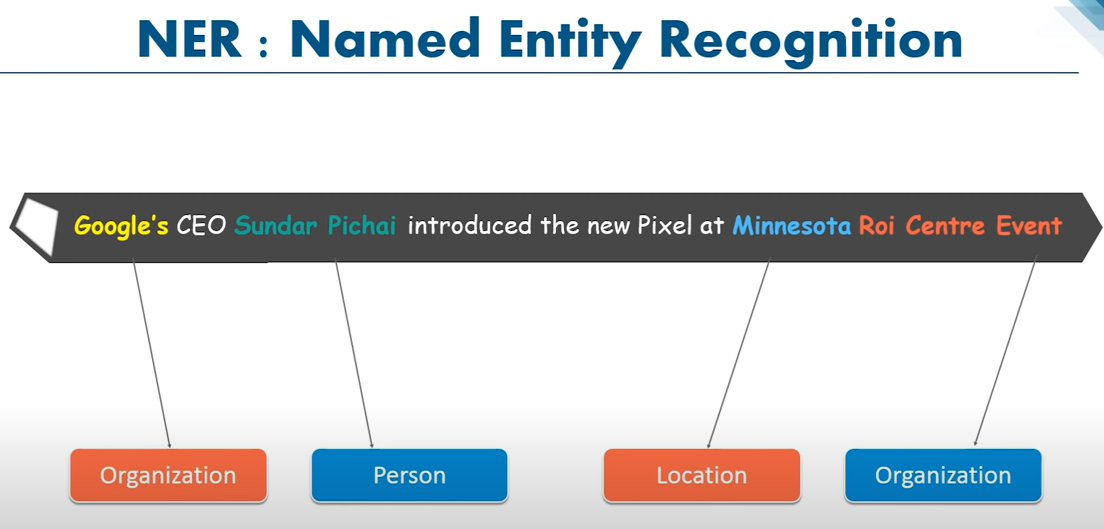 NER : Named Entity Recognition
Google's CEO Sundar Pichai introduced the new Pixel at Minnesota Roi Centre Event
Organization Person Location Organization